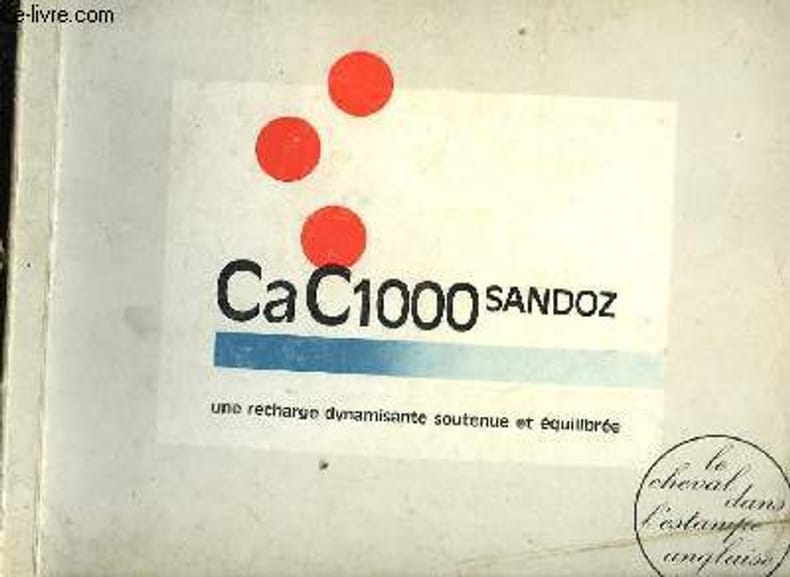 e-livre.com
CaC1000 SANDOZ
une recharge dynamisante soutenue et équilibrée
le
cheval
dans
l'estampe
anglaise